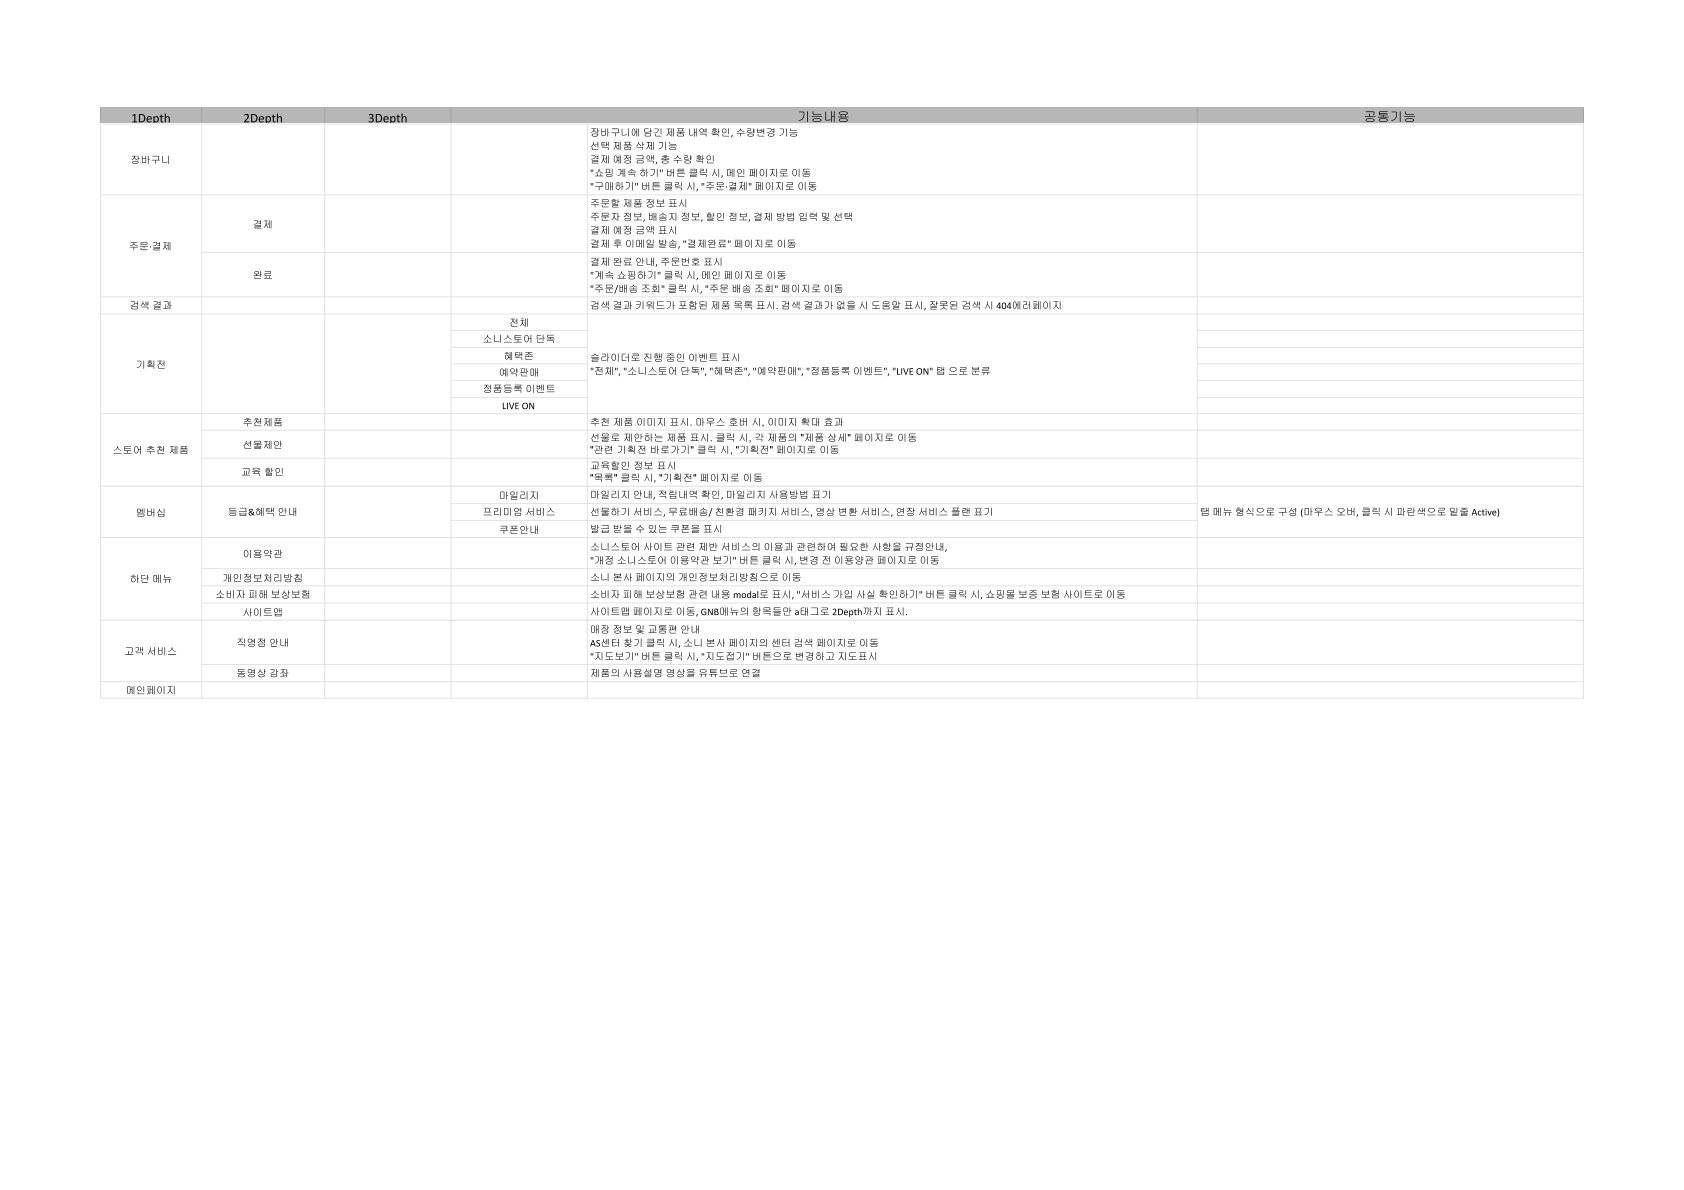 1Depth 2Depth 3Depth 기능내용 공통기능
장바구니
장바구니에 담긴 제품 내역 확인, 수량변경 기능
선택 제품 삭제 기능
결제 예정 금액, 총 수량 확인
"쇼핑 계속 하기" 버튼 클릭 시, 메인 페이지로 이동
"구매하기" 버튼 클릭 시, "주문·결제" 페이지로 이동
주문·결제
결제
주문할 제품 정보 표시
주문자 정보, 배송지 정보, 할인 정보, 결제 방법 입력 및 선택
결제 예정 금액 표시
결제 후 이메일 발송, "결제완료" 페이지로 이동
완료
결제 완료 안내, 주문번호 표시
"계속 쇼핑하기" 클릭 시, 메인 페이지로 이동
"주문/배송 조회" 클릭 시, "주문 배송 조회" 페이지로 이동
검색 결과 검색 결과 키워드가 포함된 제품 목록 표시. 검색 결과가 없을 시 도움말 표시, 잘못된 검색 시 404에러페이지
기획전
전체
소니스토어 단독
혜택존
예약판매
정품등록 이벤트
LIVE ON
슬라이더로 진행 중인 이벤트 표시
"전체", "소니스토어 단독", "혜택존", "예약판매", "정품등록 이벤트", "LIVE ON" 탭 으로 분류
스토어 추천 제품
추천제품 추천 제품 이미지 표시. 마우스 호버 시, 이미지 확대 효과
선물제안
선물로 제안하는 제품 표시. 클릭 시, 각 제품의 "제품 상세" 페이지로 이동
"관련 기획전 바로가기" 클릭 시, "기획전" 페이지로 이동
교육 할인
교육할인 정보 표시
"목록" 클릭 시, "기획전" 페이지로 이동
멤버십
등급&혜택 안내
마일리지 마일리지 안내, 적립내역 확인, 마일리지 사용방법 표기
프리미엄 서비스 선물하기 서비스, 무료배송/ 친환경 패키지 서비스, 영상 변환 서비스, 연장 서비스 플랜 표기
탭 메뉴 형식으로 구성 (마우스 오버, 클릭 시 파란색으로 밑줄 Active)
쿠폰안내 발급 받을 수 있는 쿠폰을 표시
하단 메뉴
이용약관
소니스토어 사이트 관련 제반 서비스의 이용과 관련하여 필요한 사항을 규정안내,
"개정 소니스토어 이용약관 보기" 버튼 클릭 시, 변경 전 이용양관 페이지로 이동
개인정보처리방침 소니 본사 페이지의 개인정보처리방침으로 이동
소비자 피해 보상보험 소비자 피해 보상보험 관련 내용 modal로 표시, "서비스 가입 사실 확인하기" 버튼 클릭 시, 쇼핑몰 보증 보험 사이트로 이동
사이트맵 사이트맵 페이지로 이동, GNB메뉴의 항목들만 a태그로 2Depth까지 표시.
고객 서비스
직영점 안내
매장 정보 및 교통편 안내
AS센터 찾기 클릭 시, 소니 본사 페이지의 센터 검색 페이지로 이동
"지도보기" 버튼 클릭 시, "지도접기" 버튼으로 변경하고 지도표시
동영상 강좌 제품의 사용설명 영상을 유튜브로 연결
메인페이지